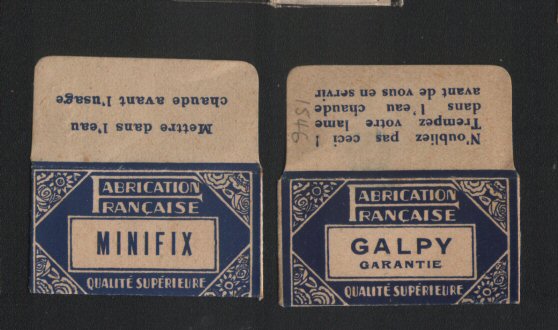 Mettre dans l'eau
chaude avant l'usage
FABRICATION
FRANÇAISE
MINIFIX
QUALITÉ SUPÉRIEURE
N'oubliez pas ceci !
Trempez votre lame
dans l'eau chaude
avant de vous en servir
1546
FABRICATION
FRANÇAISE
GALPY
GARANTIE
QUALITÉ SUPÉRIEURE